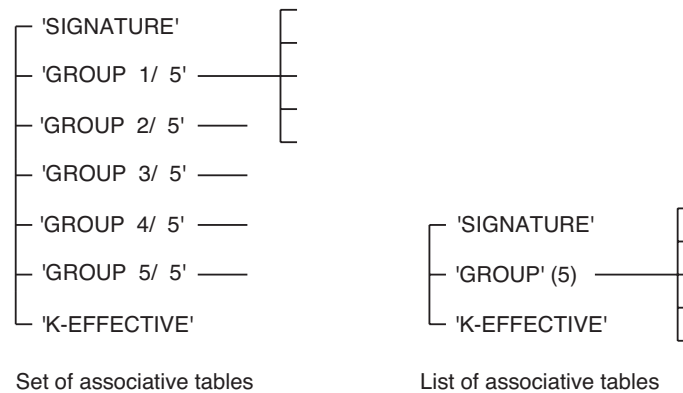 'SIGNATURE'
'GROUP 1/ 5'
'GROUP 2/ 5'
'GROUP 3/ 5'
'GROUP 4/ 5'
'GROUP 5/ 5'
'K-EFFECTIVE'
Set of associative tables
'SIGNATURE'
'GROUP' (5)
'K-EFFECTIVE'
List of associative tables